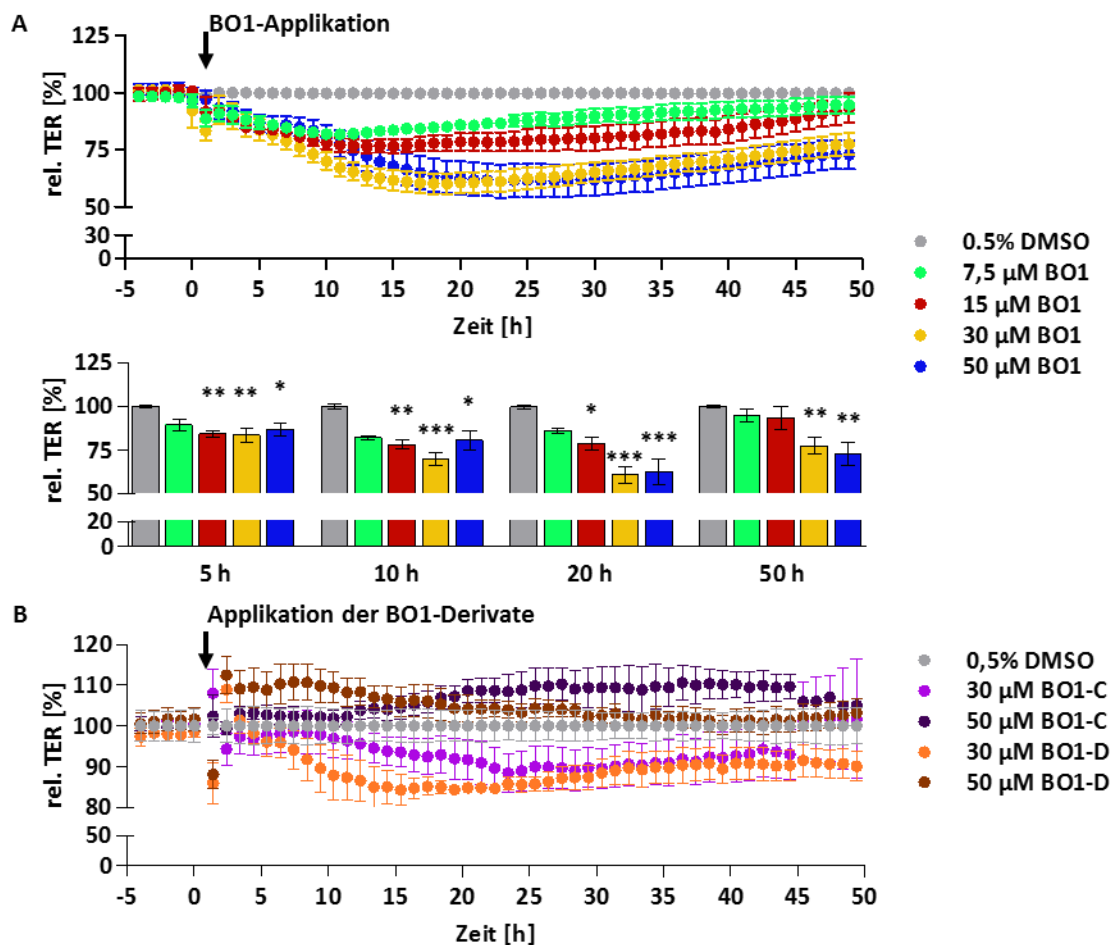 A
BO1-Applikation
rel. TER [%]
125
100
75
50
30
0
-5 0 5 10 15 20 25 30 35 40 45 50
Zeit [h]
0.5% DMSO
7,5 µM BO1
15 µM BO1
30 µM BO1
50 µM BO1
rel. TER [%]
125
100
75
50
20
0
** ** *
** *** *
* *** ***
** **
5 h 10 h 20 h 50 h
B
Applikation der BO1-Derivate
rel. TER [%]
120
110
100
90
80
50
0
-5 0 5 10 15 20 25 30 35 40 45 50
Zeit [h]
0,5% DMSO
30 µM BO1-C
50 µM BO1-C
30 µM BO1-D
50 µM BO1-D